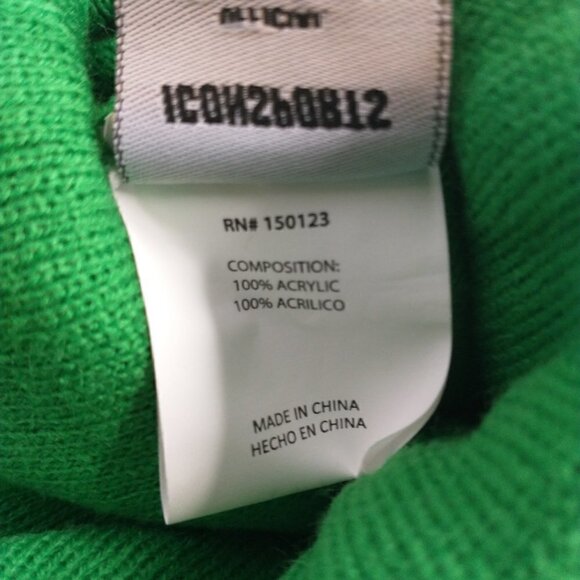 RN# 150123
COMPOSITION:
100% ACRYLIC
100% ACRILICO
MADE IN CHINA
HECHO EN CHINA